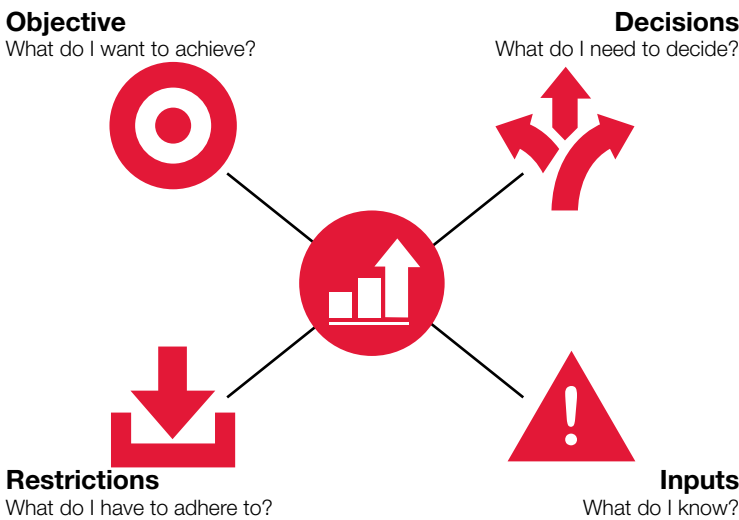 Objective
What do I want to achieve?
Decisions
What do I need to decide?
Restrictions
What do I have to adhere to?
Inputs
What do I know?